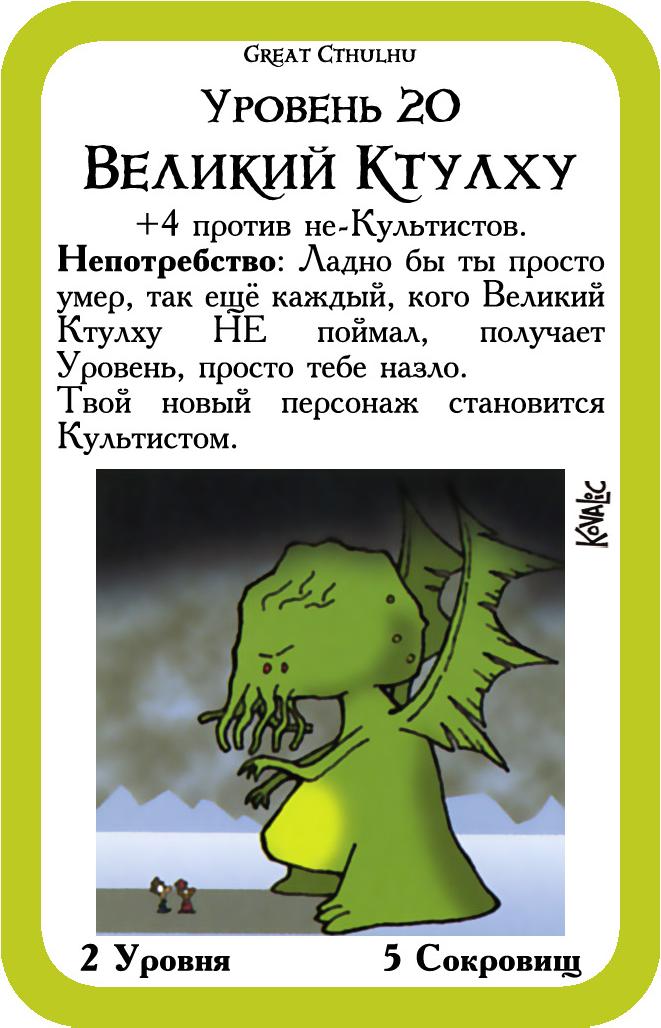 Great Cthulhu
Уровень 20
Великий Ктулху
+4 против не-Культистов.
Непотребство: Ладно бы ты просто
умер, так ещё каждый, кого Великий
Ктулху НЕ поймал, получает
Уровень, просто тебе назло.
Твой новый персонаж становится
Культистом.
Kovalic
2 Уровня 5 Сокровищ